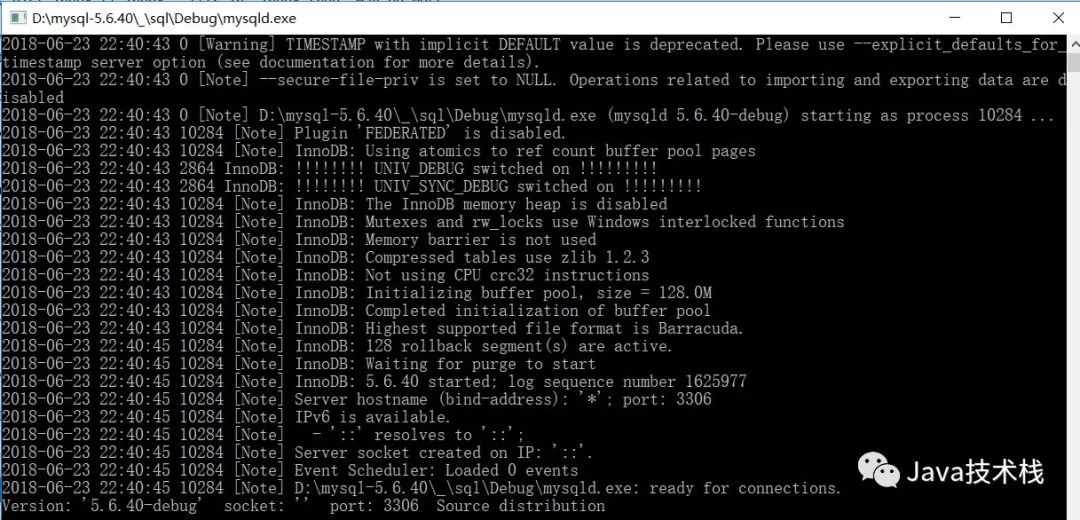 D:\mysql-5.6.40\_\sql\Debug\mysqld.exe
2018-06-23 22:40:43 0 [Warning] TIMESTAMP with implicit DEFAULT value is deprecated. Please use --explicit_defaults_for_
timestamp server option (see documentation for more details).
2018-06-23 22:40:43 0 [Note] --secure-file-priv is set to NULL. Operations related to importing and exporting data are d
isabled
2018-06-23 22:40:43 0 [Note] D:\mysql-5.6.40\_\sql\Debug\mysqld.exe (mysqld 5.6.40-debug) starting as process 10284 ...
2018-06-23 22:40:43 10284 [Note] Plugin 'FEDERATED' is disabled.
2018-06-23 22:40:43 10284 [Note] InnoDB: Using atomics to ref count buffer pool pages
2018-06-23 22:40:43 2864 InnoDB: !!!!!!!! UNIV_DEBUG switched on !!!!!!!!!
2018-06-23 22:40:43 2864 InnoDB: !!!!!!!! UNIV_SYNC_DEBUG switched on !!!!!!!!!
2018-06-23 22:40:43 10284 [Note] InnoDB: The InnoDB memory heap is disabled
2018-06-23 22:40:43 10284 [Note] InnoDB: Mutexes and rw_locks use Windows interlocked functions
2018-06-23 22:40:43 10284 [Note] InnoDB: Memory barrier is not used
2018-06-23 22:40:43 10284 [Note] InnoDB: Compressed tables use zlib 1.2.3
2018-06-23 22:40:43 10284 [Note] InnoDB: Not using CPU crc32 instructions
2018-06-23 22:40:43 10284 [Note] InnoDB: Initializing buffer pool, size = 128.0M
2018-06-23 22:40:43 10284 [Note] InnoDB: Completed initialization of buffer pool
2018-06-23 22:40:43 10284 [Note] InnoDB: Highest supported file format is Barracuda.
2018-06-23 22:40:45 10284 [Note] InnoDB: 128 rollback segment(s) are active.
2018-06-23 22:40:45 10284 [Note] InnoDB: Waiting for purge to start
2018-06-23 22:40:45 10284 [Note] InnoDB: 5.6.40 started; log sequence number 1625977
2018-06-23 22:40:45 10284 [Note] Server hostname (bind-address): '*'; port: 3306
2018-06-23 22:40:45 10284 [Note] IPv6 is available.
2018-06-23 22:40:45 10284 [Note]   - '::' resolves to '::';
2018-06-23 22:40:45 10284 [Note] Server socket created on IP: '::'.
2018-06-23 22:40:45 10284 [Note] Event Scheduler: Loaded 0 events
2018-06-23 22:40:45 10284 [Note] D:\mysql-5.6.40\_\sql\Debug\mysqld.exe: ready for connections.
Version: '5.6.40-debug'  socket: ''  port: 3306  Source distribution
Java技术栈